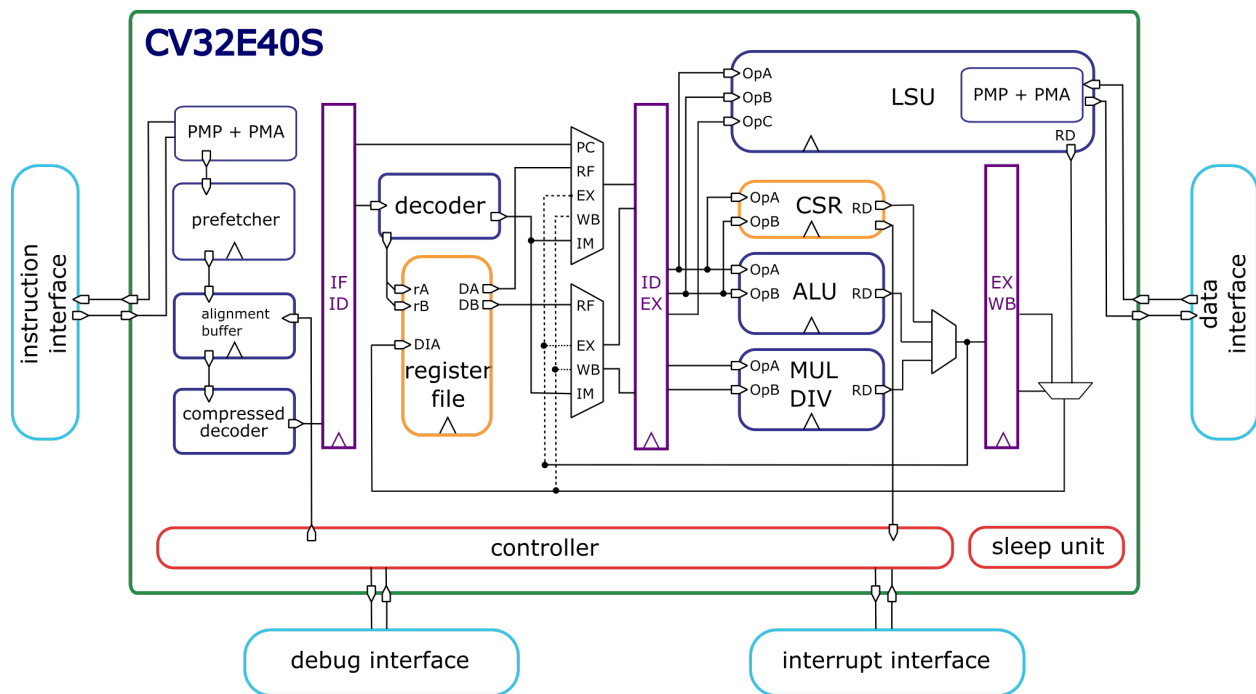 CV32E40S
instruction
interface
PMP + PMA
prefetcher
alignment
buffer
compressed
decoder
IF
ID
decoder
rA
rB
DA
DB
DIA
register
file
PC
RF
EX
WB
IM
RF
EX
WB
IM
ID
EX
OpA
OpB
OpC
LSU
PMP + PMA
RD
OpA
OpB
CSR
RD
OpA
OpB
ALU
RD
OpA
OpB
MUL
DIV
RD
EX
WB
data
interface
controller
sleep unit
debug interface
interrupt interface